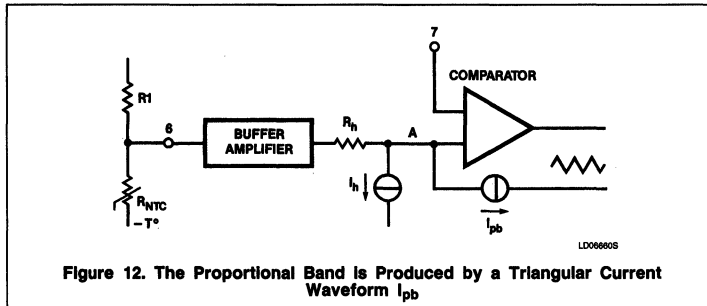 7
COMPARATOR
R1
6
BUFFER
AMPLIFIER
Rh
A
Ih
RNTC
–T°
Ipb
LD06660S
Figure 12. The Proportional Band is Produced by a Triangular Current
Waveform Ipb